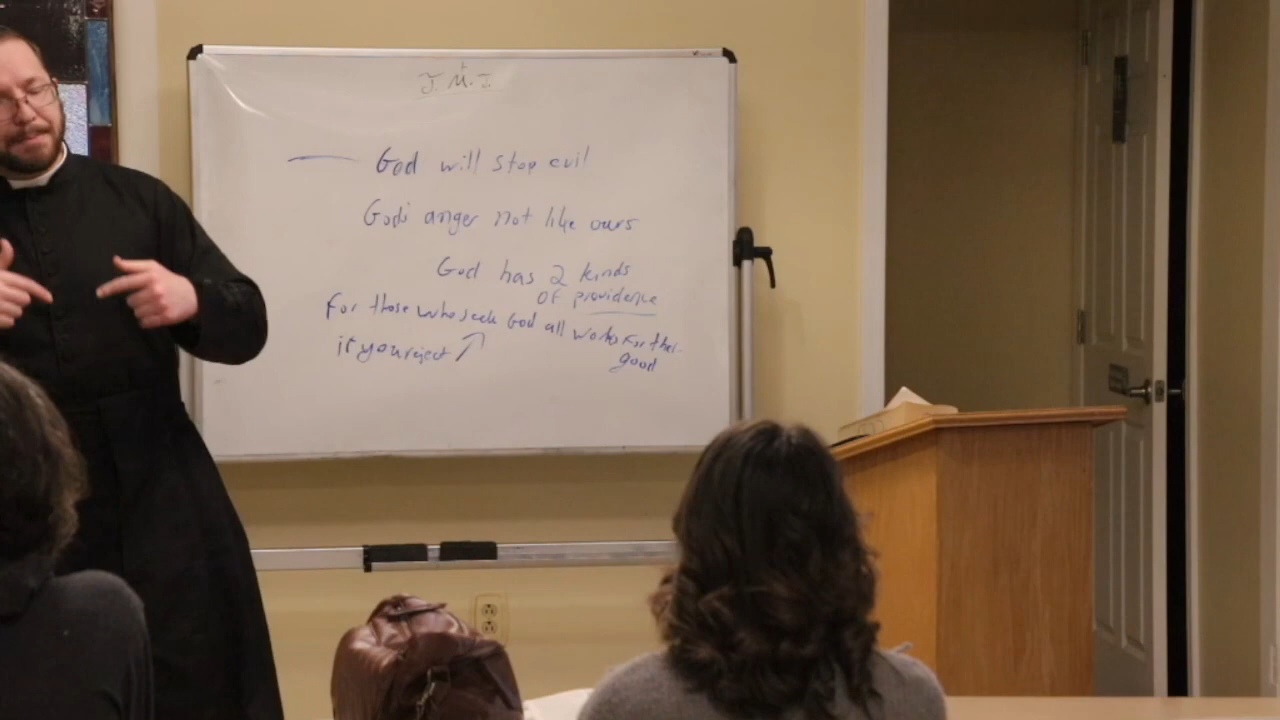 J. M. J.
God will stop evil
God's anger not like ours
God has 2 kinds
of providence
For those who seek God all works for their
good
if you reject ↑